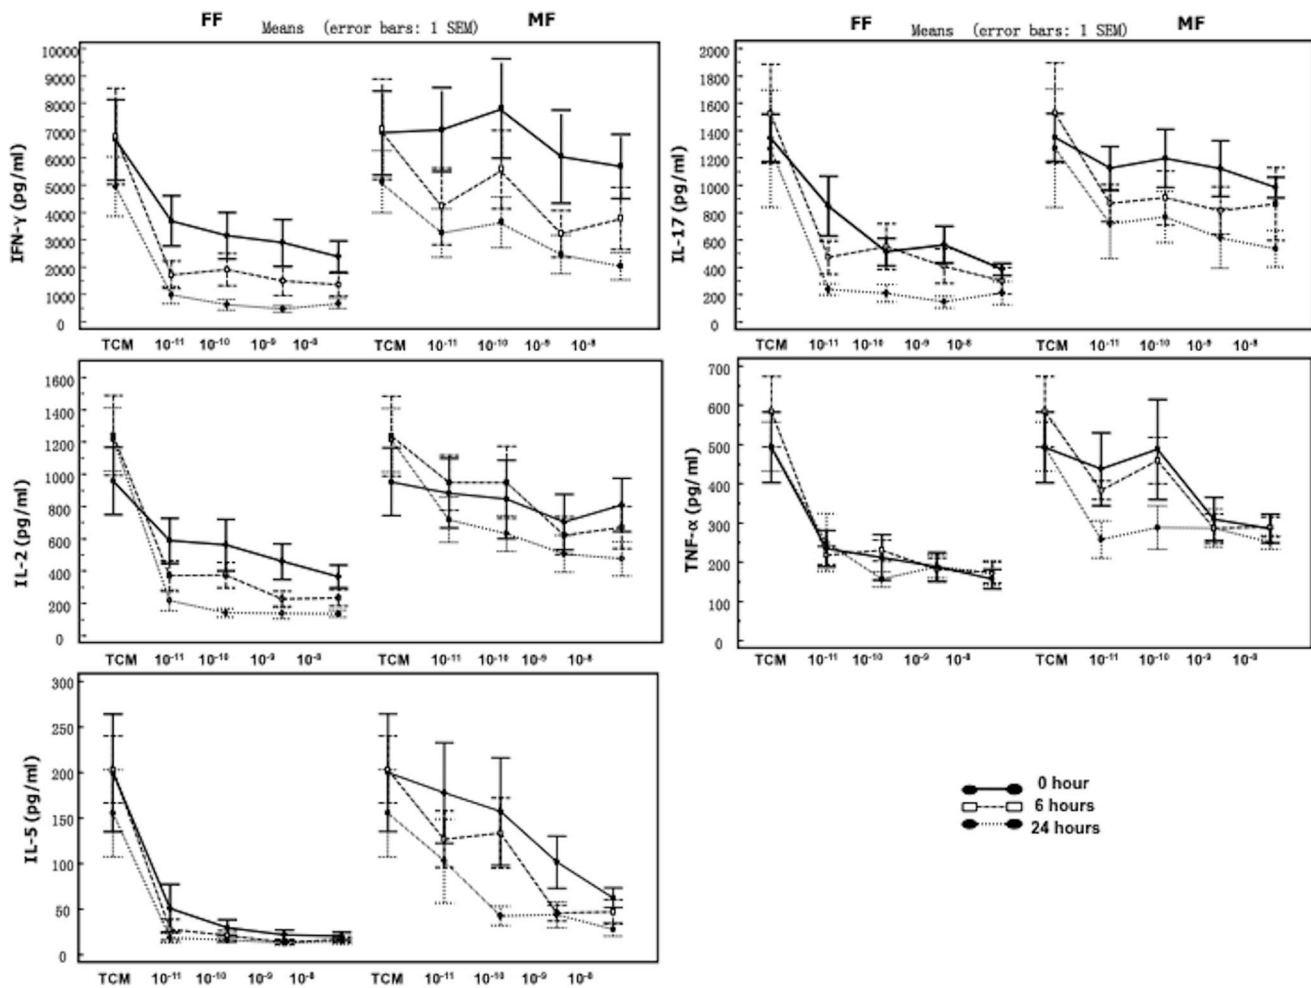 FF MF
Means (error bars: 1 SEM)
IFN-γ (pg/ml)
10000
9000
8000
7000
6000
5000
4000
3000
2000
1000
0
TCM 10-11 10-10 10-9 10-8 TCM 10-11 10-10 10-9 10-8
FF MF
Means (error bars: 1 SEM)
IL-17 (pg/ml)
2000
1800
1600
1400
1200
1000
800
600
400
200
0
TCM 10-11 10-10 10-9 10-8 TCM 10-11 10-10 10-9 10-8
IL-2 (pg/ml)
1600
1400
1200
1000
800
600
400
200
0
TCM 10-11 10-10 10-9 10-8 TCM 10-11 10-10 10-9 10-8
TNF-α (pg/ml)
700
600
500
400
300
200
100
0
TCM 10-11 10-10 10-9 10-8 TCM 10-11 10-10 10-9 10-8
IL-5 (pg/ml)
300
250
200
150
100
50
0
TCM 10-11 10-10 10-9 10-8 TCM 10-11 10-10 10-9 10-8
0 hour
6 hours
24 hours